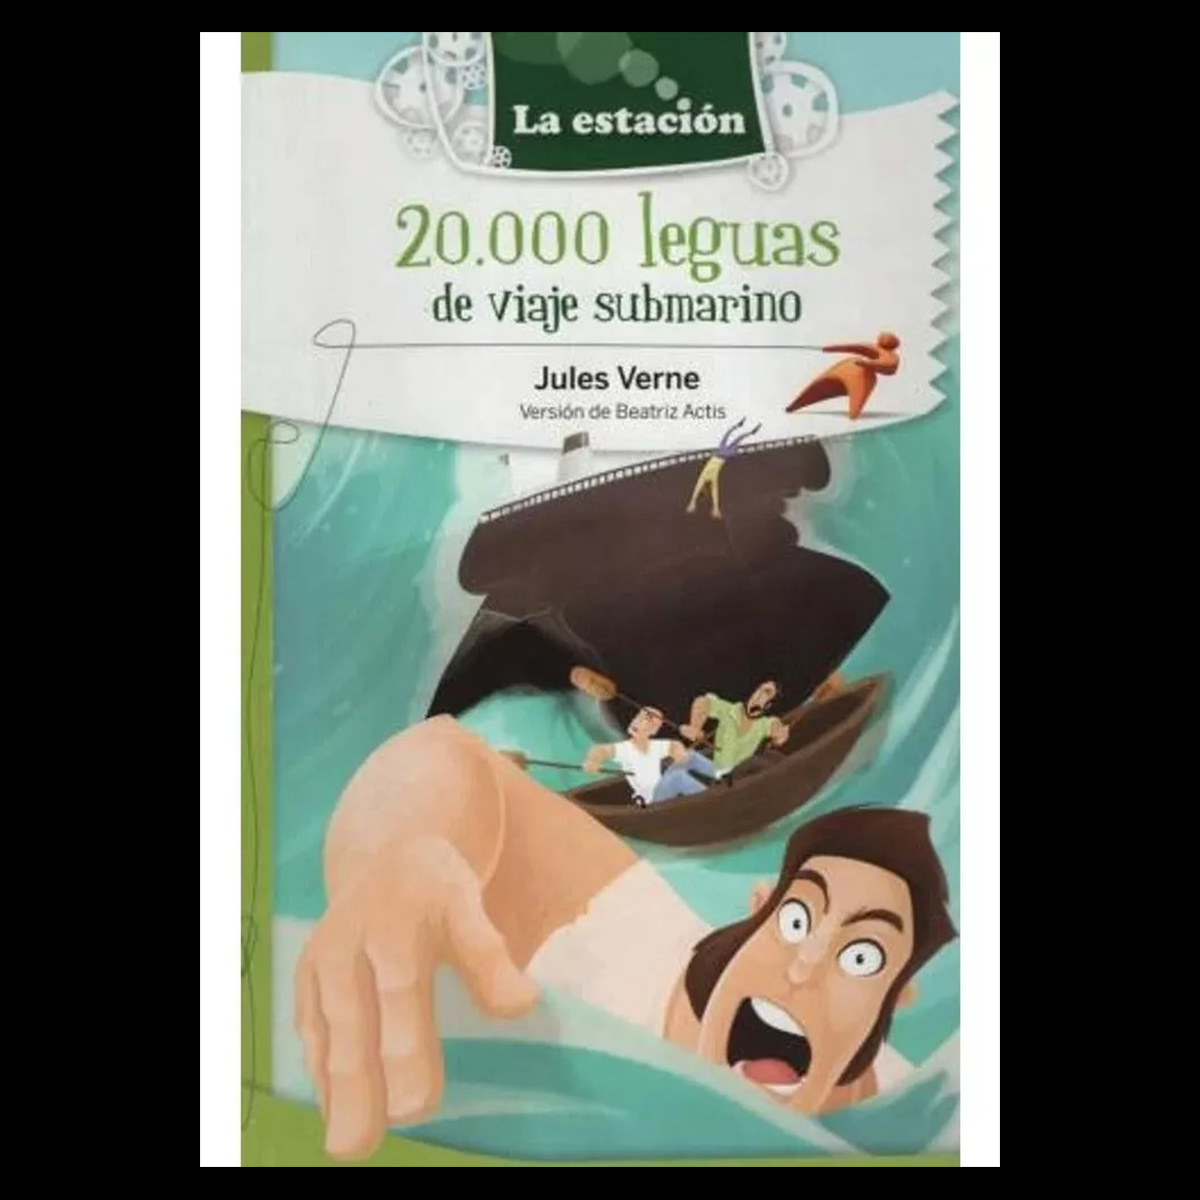 La estación
20.000 leguas
de viaje submarino
Jules Verne
Versión de Beatriz Actis